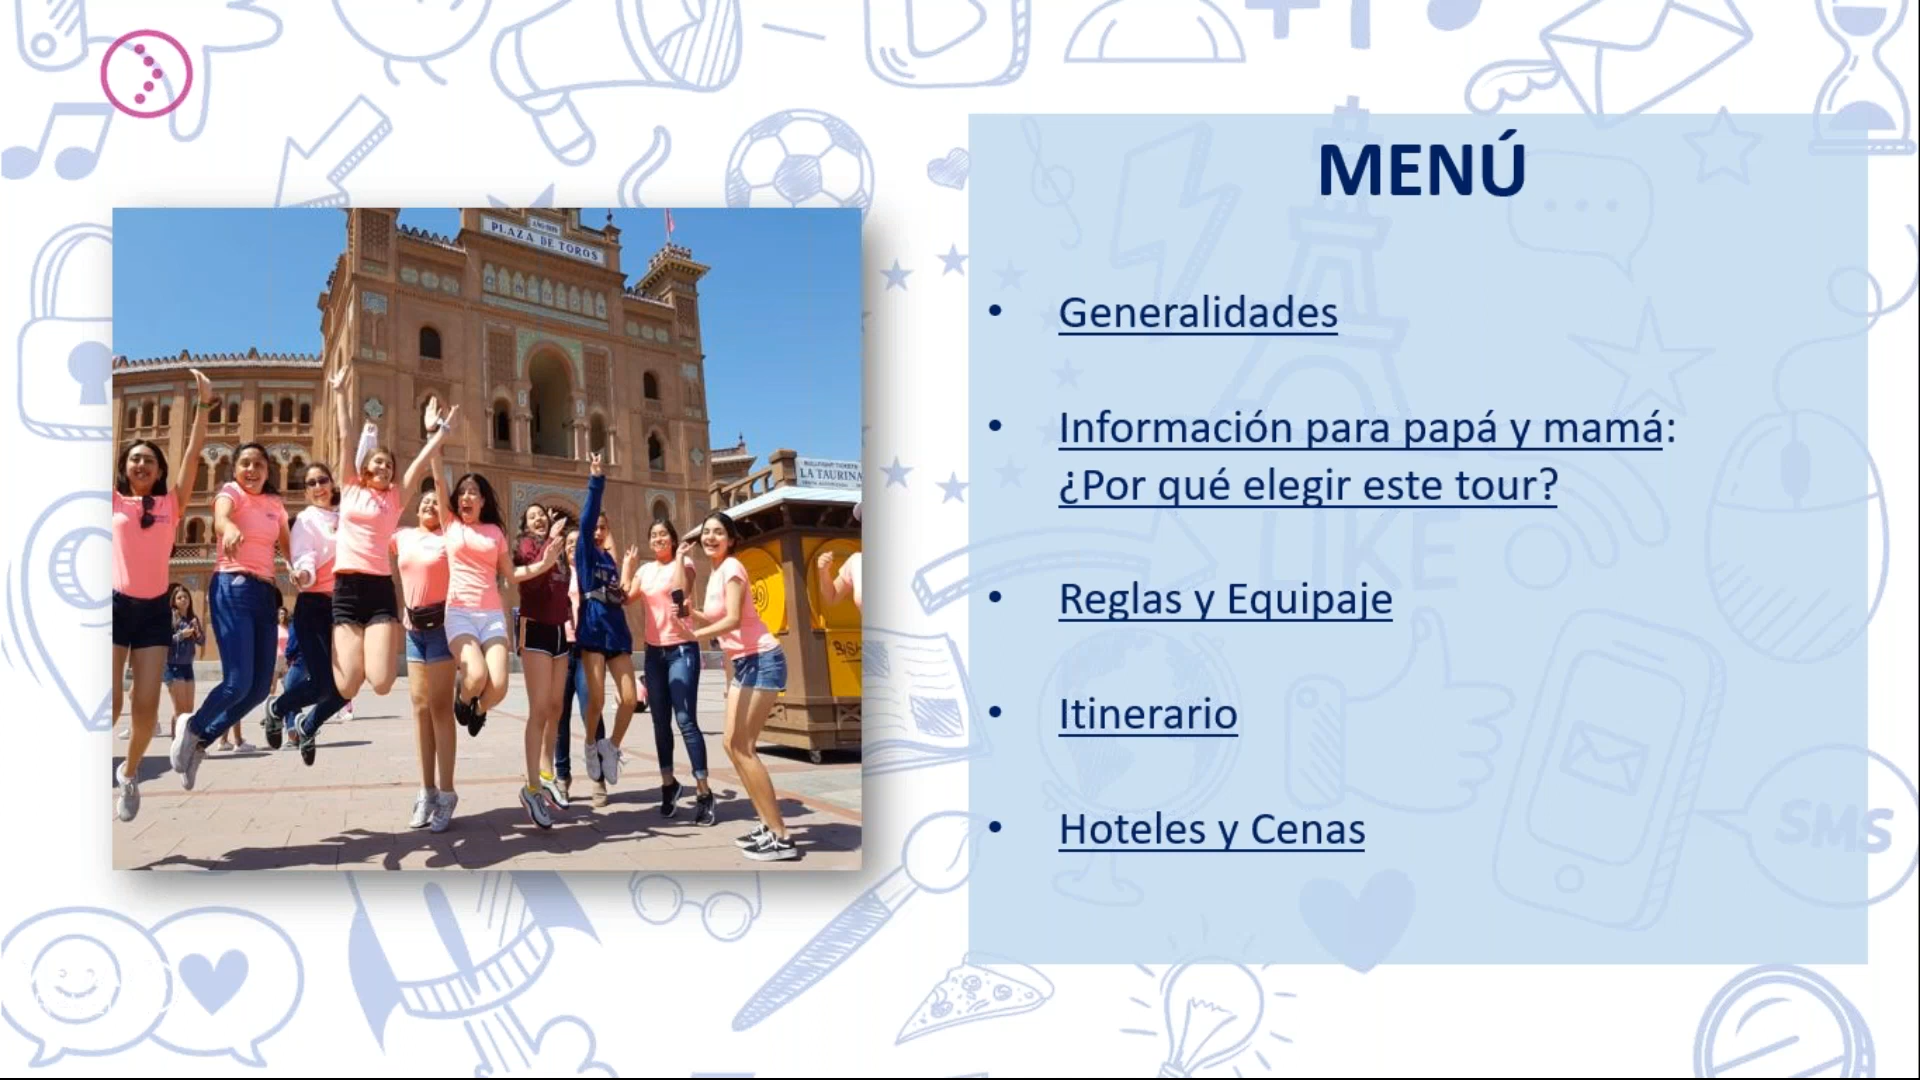 MENÚ
PLAZA DE TOROS
• Generalidades
• Información para papá y mamá:
¿Por qué elegir este tour?
LA TAURINA
LIKE
• Reglas y Equipaje
• Itinerario
• Hoteles y Cenas
SMS